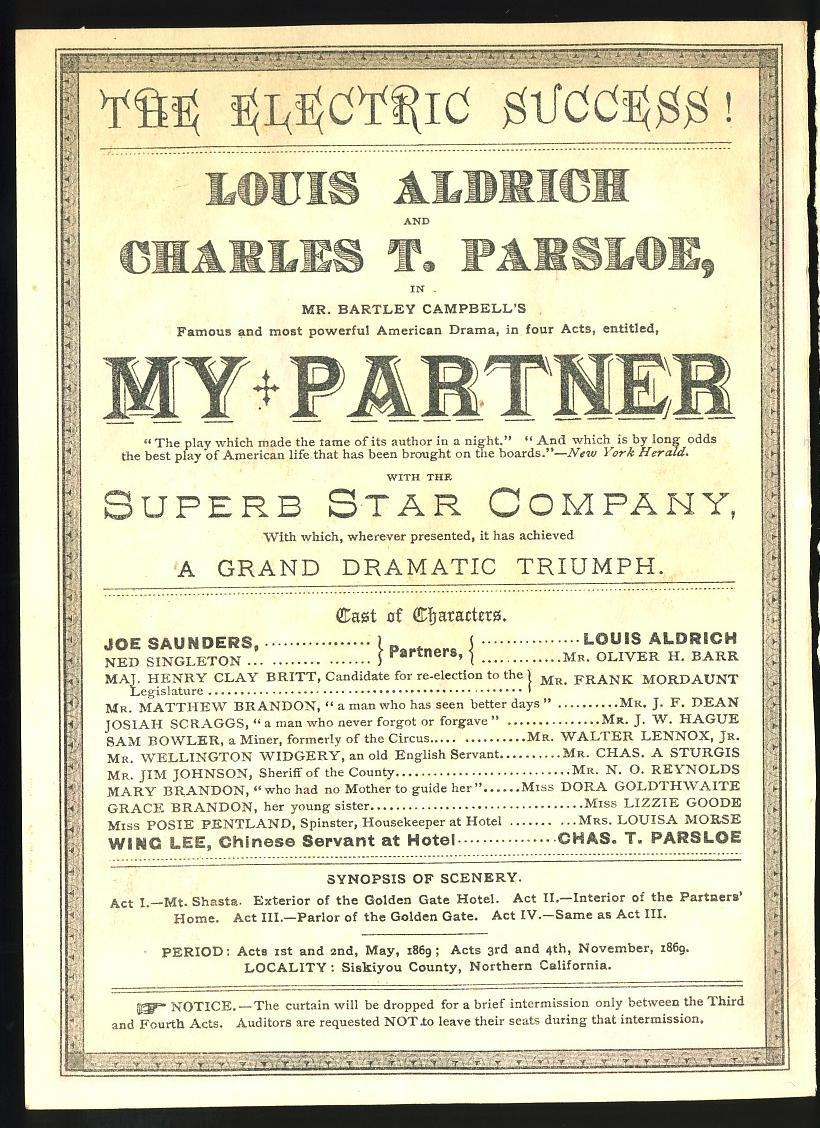 THE ELECTRIC SUCCESS!
LOUIS ALDRICH
AND
CHARLES T. PARSLOE,
IN
MR. BARTLEY CAMPBELL'S
Famous and most powerful American Drama, in four Acts, entitled,
MY PARTNER
"The play which made the fame of its author in a night." "And which is by long odds
the best play of American life that has been brought on the boards."—New York Herald.
WITH THE
SUPERB STAR COMPANY,
With which, wherever presented, it has achieved
A GRAND DRAMATIC TRIUMPH.
Cast of Characters.
JOE SAUNDERS, ................ } Partners, { ................ LOUIS ALDRICH
NED SINGLETON ... ......... ....... } { ............ MR. OLIVER H. BARR
MAJ. HENRY CLAY BRITT, Candidate for re-election to the } MR. FRANK MORDAUNT
Legislature ................................................
MR. MATTHEW BRANDON, "a man who has seen better days" ..........MR. J. F. DEAN
JOSIAH SCRAGGS, "a man who never forgot or forgave" ...............MR. J. W. HAGUE
SAM BOWLER, a Miner, formerly of the Circus..... ..........MR. WALTER LENNOX, JR.
MR. WELLINGTON WIDGERY, an old English Servant..........MR. CHAS. A STURGIS
MR. JIM JOHNSON, Sheriff of the County.............................MR. N. O. REYNOLDS
MARY BRANDON, "who had no Mother to guide her"......MISS DORA GOLDTHWAITE
GRACE BRANDON, her young sister....................................MISS LIZZIE GOODE
MISS POSIE PENTLAND, Spinster, Housekeeper at Hotel ....... ...MRS. LOUISA MORSE
WING LEE, Chinese Servant at Hotel................CHAS. T. PARSLOE
SYNOPSIS OF SCENERY.
Act I.—Mt. Shasta. Exterior of the Golden Gate Hotel. Act II.—Interior of the Partners'
Home. Act III.—Parlor of the Golden Gate. Act IV.—Same as Act III.
PERIOD: Acts 1st and 2nd, May, 1869; Acts 3rd and 4th, November, 1869.
LOCALITY: Siskiyou County, Northern California.
☞ NOTICE.—The curtain will be dropped for a brief intermission only between the Third
and Fourth Acts. Auditors are requested NOT to leave their seats during that intermission.